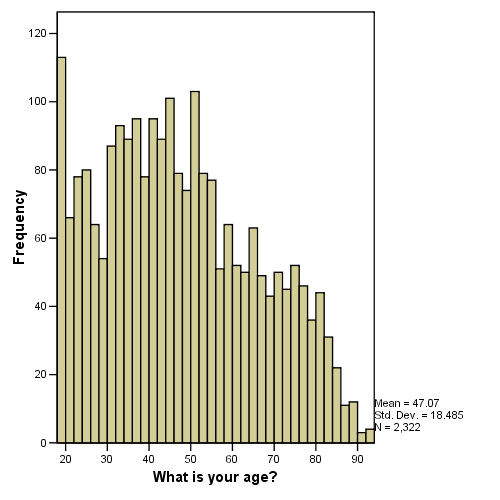 120
100
80
60
40
20
0
Frequency
20 30 40 50 60 70 80 90
What is your age?
Mean = 47.07
Std. Dev. = 18.485
N = 2,322